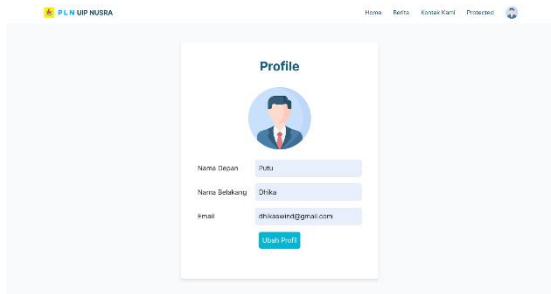 PLN UIP NUSRA
Home Berita Kontak Kami Protected
Profile
Nama Depan Putu
Nama Belakang Dhika
Email dhikaswind@gmail.com
Ubah Profil